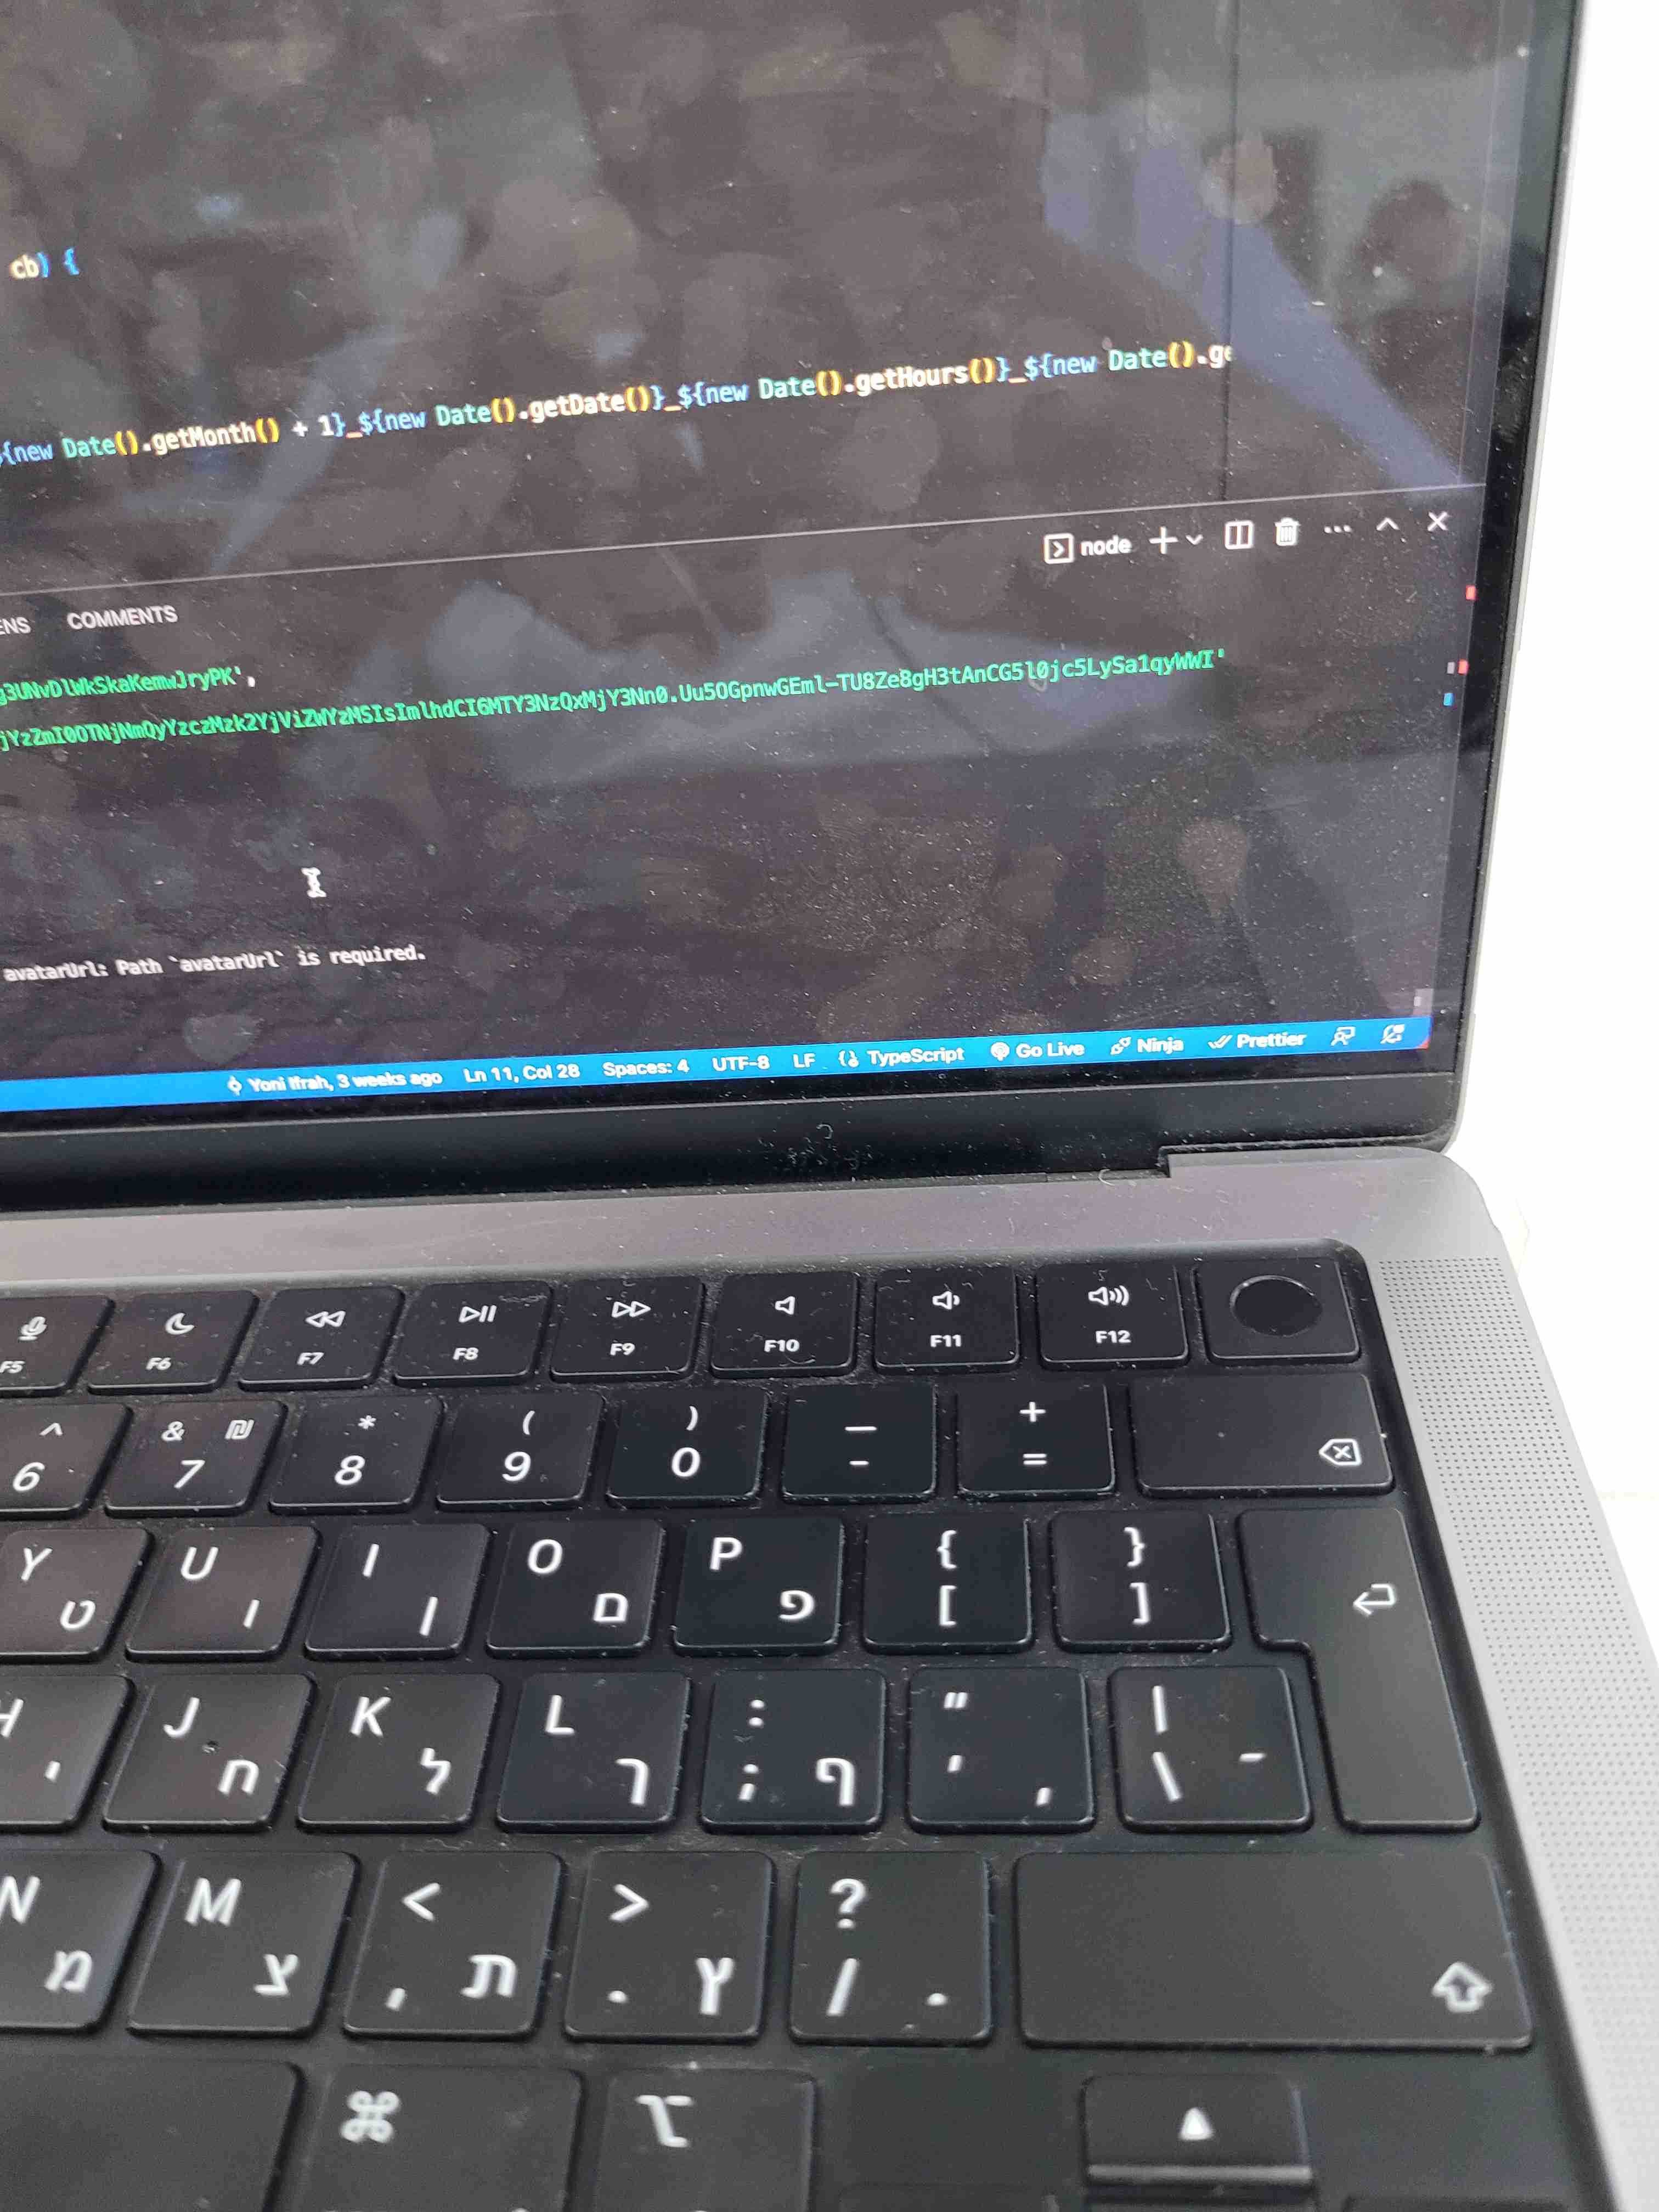 cb) {
${new Date().getMonth() + 1}_${new Date().getDate()}_${new Date().getHours()}_${new Date().ge
node
ENS COMMENTS
g3UNvDlWkSkaKemwJryPK',
jYzZmI0OTNjNmQyYzczMzk2YjViZWYzMSIsImlhdCI6MTY3NzQxMjY3Nn0.Uu5OGpnwGEml-TU8Ze8gH3tAnCG5l0jc5LySa1qyWWI'
avatarUrl: Path `avatarUrl` is required.
Yoni Ifrah, 3 weeks ago Ln 11, Col 28 Spaces: 4 UTF-8 LF {} TypeScript Go Live Ninja Prettier
F5 F6 F7 F8 F9 F10 F11 F12
^ & ₪ * ( ) — +
6 7 8 9 0 - =
Y U I O P { }
ט ו ן ם פ [ ]
H J K L : " |
י ח ל ך ; ף ' , \ -
N M < > ?
מ צ , ת . ץ / .
⌘ ⌥